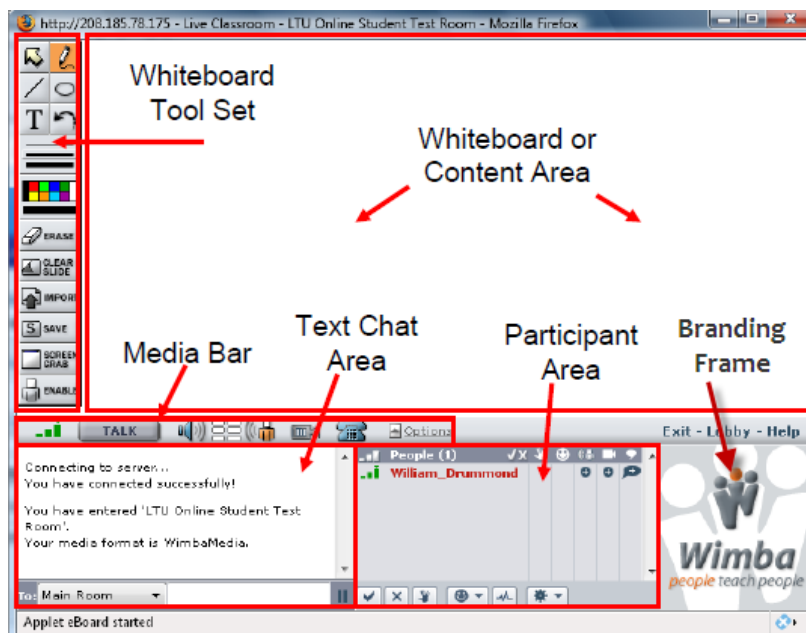 http://208.185.78.175 - Live Classroom - LTU Online Student Test Room - Mozilla Firefox
Whiteboard
Tool Set
T
Whiteboard or
Content Area
ERASE
CLEAR
SLIDE
IMPOR
S SAVE
SCREEN
GRAB
ENABLE
Media Bar
Text Chat
Area
Participant
Area
Branding
Frame
TALK
Options
Exit - Lobby - Help
Connecting to server...
You have connected successfully!
You have entered 'LTU Online Student Test
Room'.
Your media format is WimbaMedia.
To: Main Room
People (1)
William_Drummond
Wimba
people teach people
Applet eBoard started